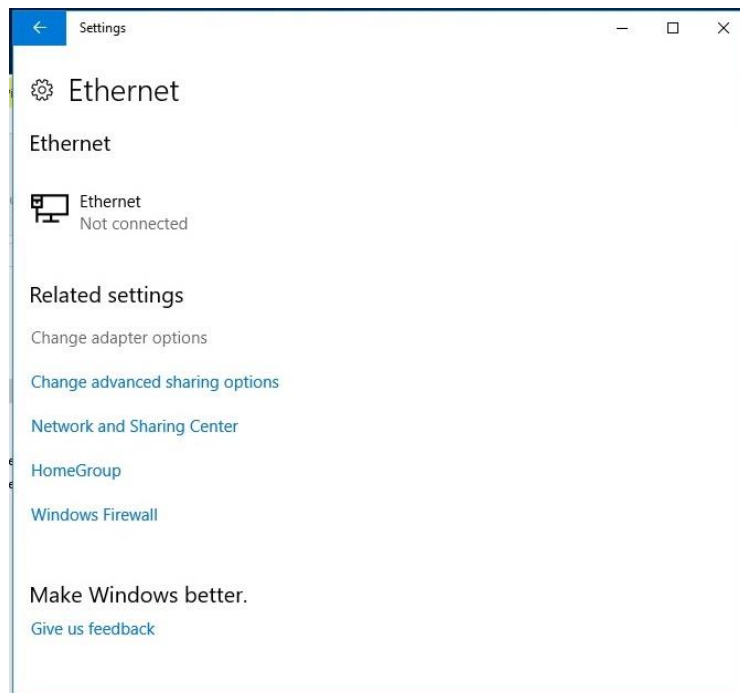 Settings
Ethernet
Ethernet
Ethernet
Not connected
Related settings
Change adapter options
Change advanced sharing options
Network and Sharing Center
HomeGroup
Windows Firewall
Make Windows better.
Give us feedback